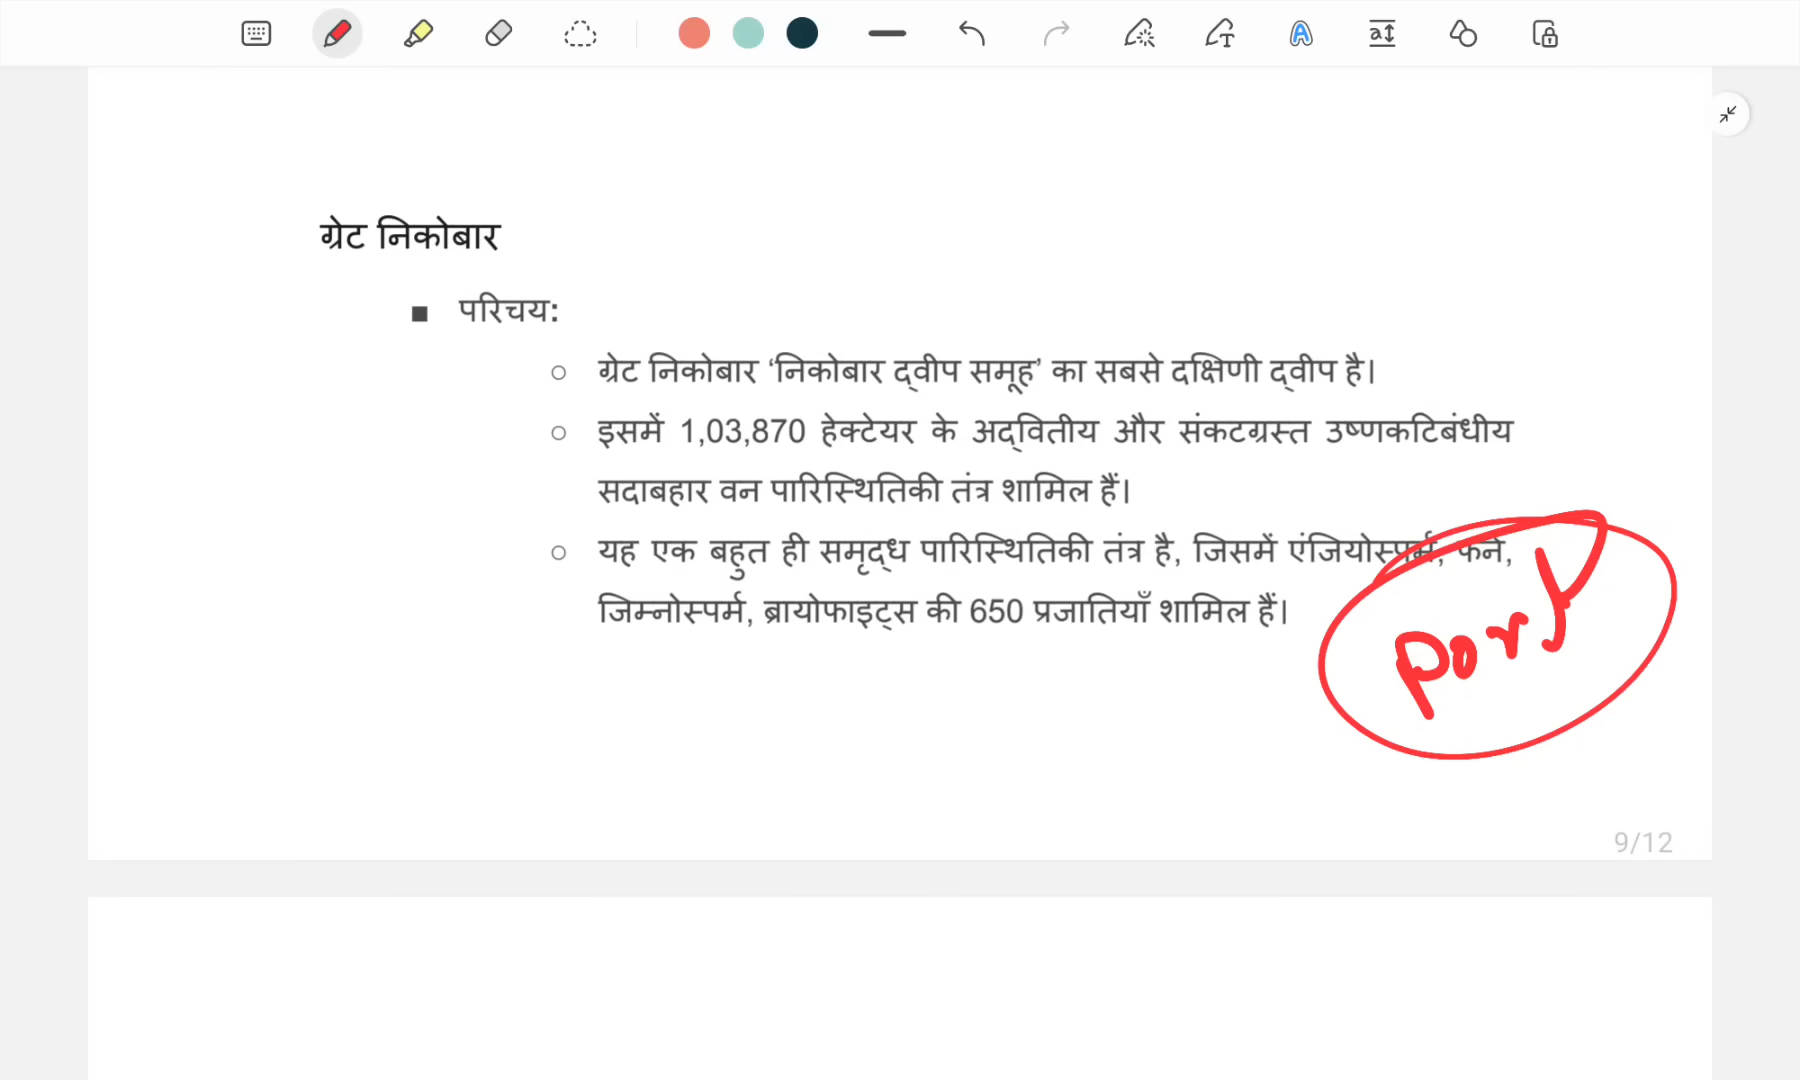 ग्रेट निकोबार
■ परिचय:
○ ग्रेट निकोबार ‘निकोबार द्वीप समूह’ का सबसे दक्षिणी द्वीप है।
○ इसमें 1,03,870 हेक्टेयर के अद्वितीय और संकटग्रस्त उष्णकटिबंधीय
सदाबहार वन पारिस्थितिकी तंत्र शामिल हैं।
○ यह एक बहुत ही समृद्ध पारिस्थितिकी तंत्र है, जिसमें एंजियोस्पर्म, फर्न,
जिम्नोस्पर्म, ब्रायोफाइट्स की 650 प्रजातियाँ शामिल हैं।
9/12